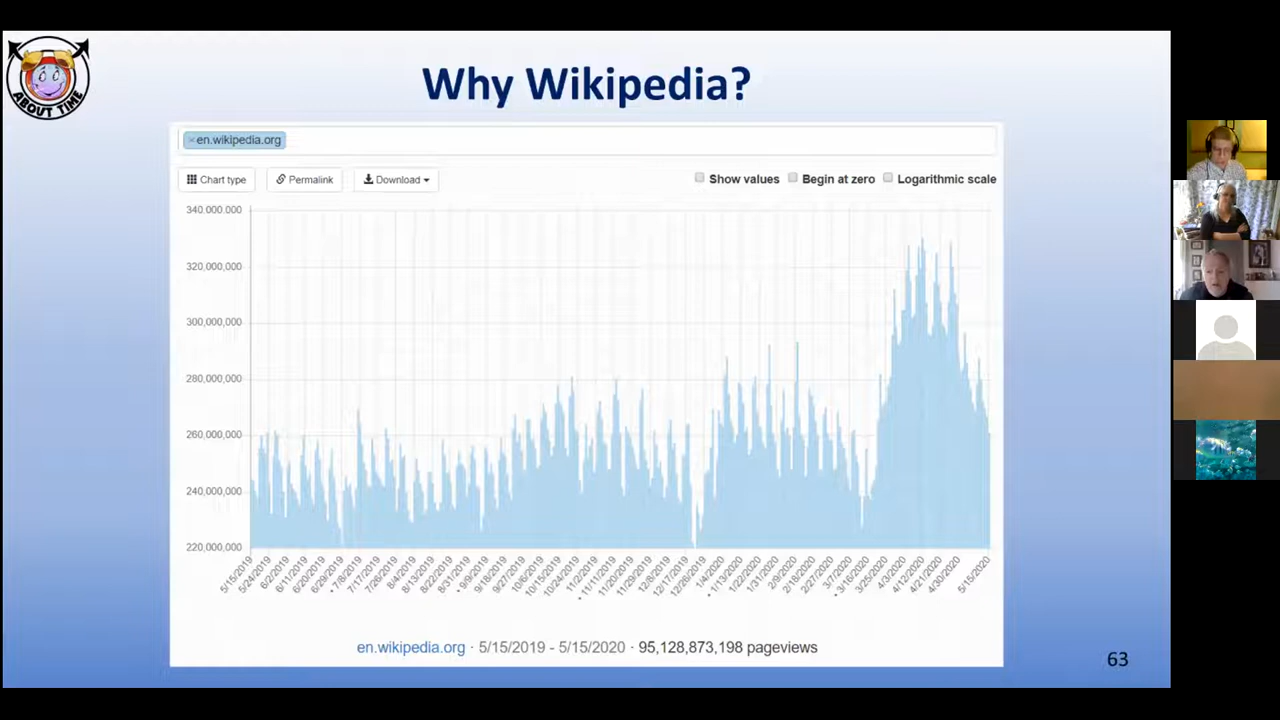 ABOUT TIME
Why Wikipedia?
×en.wikipedia.org
Chart type Permalink Download Show values Begin at zero Logarithmic scale
340,000,000
320,000,000
300,000,000
280,000,000
260,000,000
240,000,000
220,000,000
5/15/2019 5/24/2019 6/2/2019 6/11/2019 6/20/2019 6/29/2019 • 7/8/2019 7/17/2019 7/26/2019 8/4/2019 8/13/2019 8/22/2019 8/31/2019 • 9/9/2019 9/18/2019 9/27/2019 10/6/2019 10/15/2019 10/24/2019 11/2/2019 • 11/11/2019 11/20/2019 11/29/2019 12/8/2019 12/17/2019 12/26/2019 1/4/2020 • 1/13/2020 1/22/2020 1/31/2020 2/9/2020 2/18/2020 2/27/2020 3/7/2020 • 3/16/2020 3/25/2020 4/3/2020 4/12/2020 4/21/2020 4/30/2020 5/15/2020
en.wikipedia.org · 5/15/2019 - 5/15/2020 · 95,128,873,198 pageviews
63